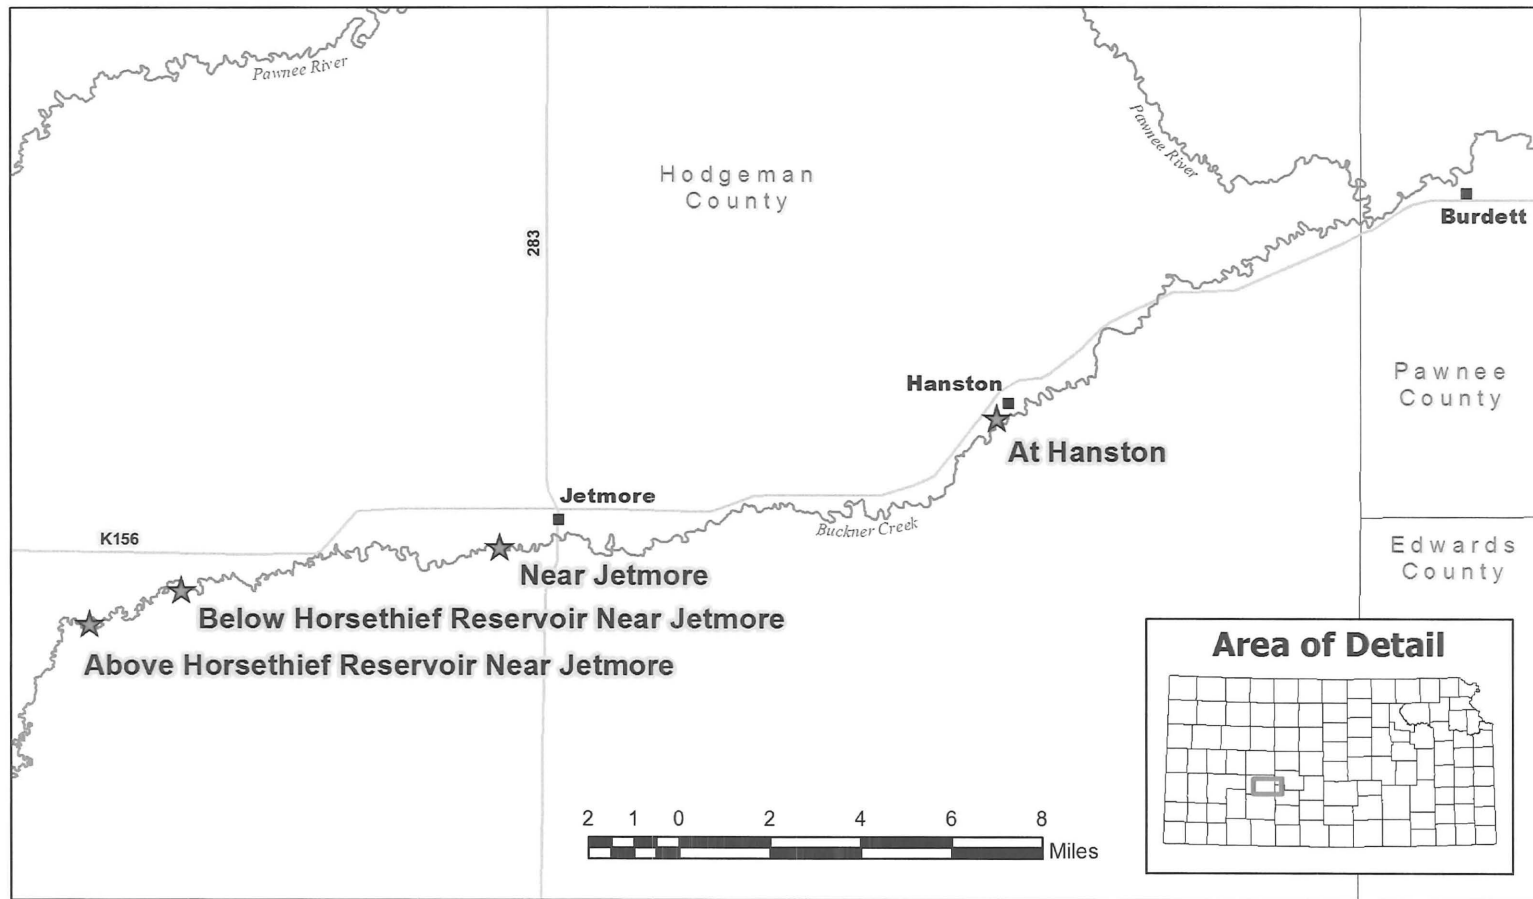 Pawnee River
Pawnee River
Hodgeman
County
283
Burdett
Hanston
Pawnee
County
At Hanston
Jetmore
Buckner Creek
K156
Edwards
County
Near Jetmore
Below Horsethief Reservoir Near Jetmore
Above Horsethief Reservoir Near Jetmore
Area of Detail
2 1 0 2 4 6 8
Miles